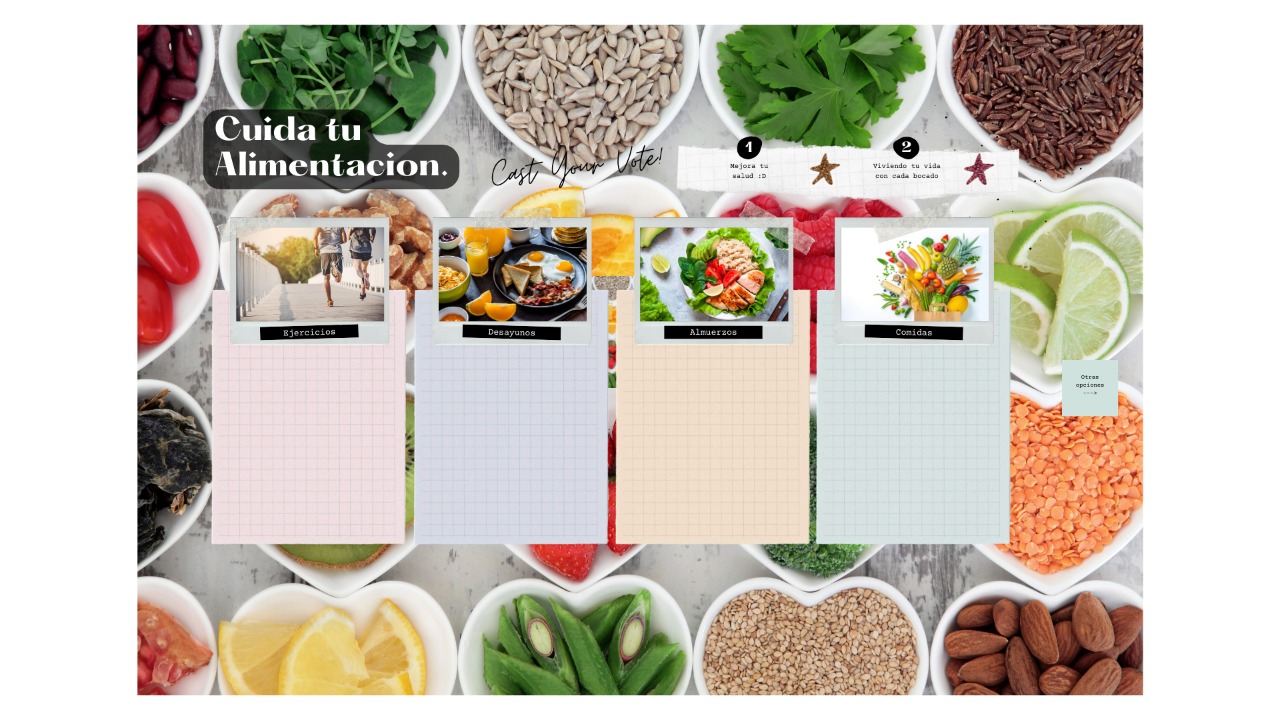 Cuida tu
Alimentacion.
Cast Your Vote!
1
Mejora tu
salud :D
2
Viviendo tu vida
con cada bocado
Ejercicios
Desayunos
Almuerzos
Comidas
Otras
opciones
---->